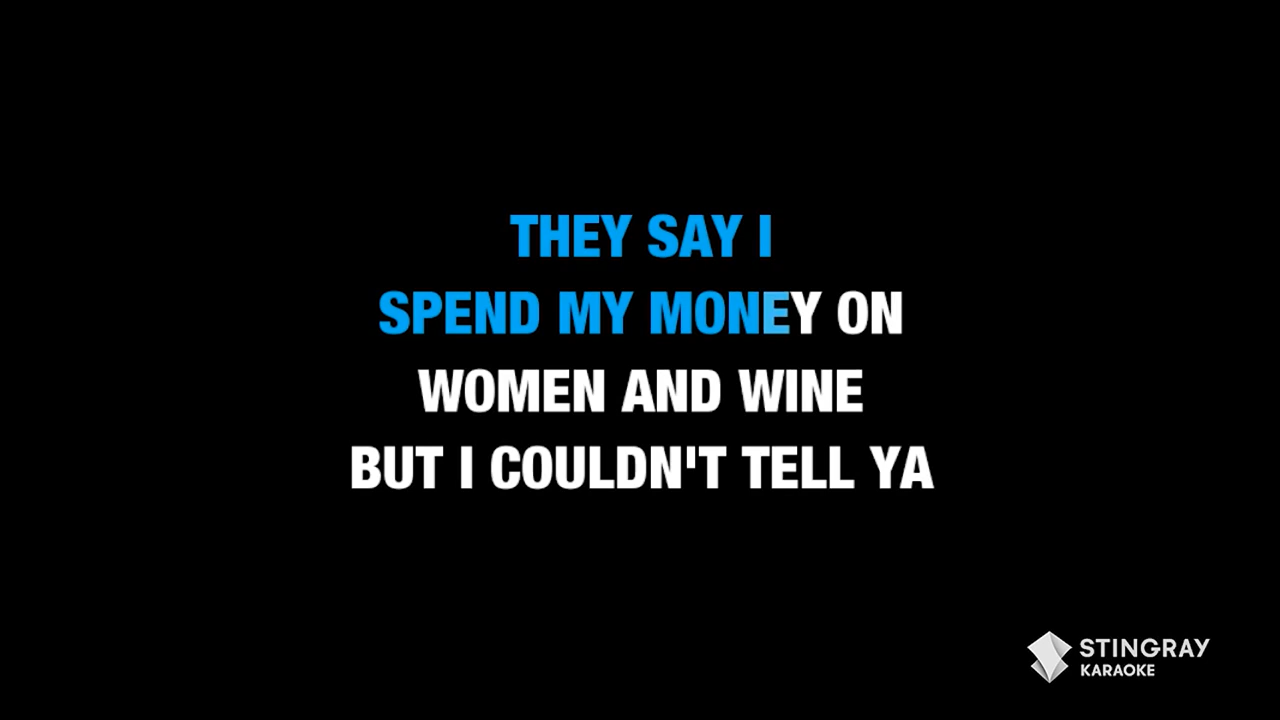 THEY SAY I
SPEND MY MONEY ON
WOMEN AND WINE
BUT I COULDN'T TELL YA
STINGRAY
KARAOKE